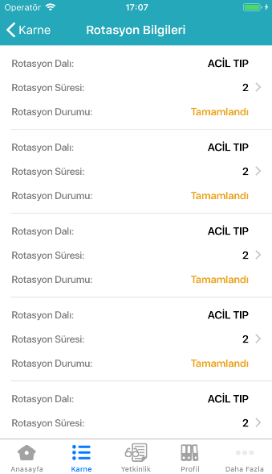 Operatör 17:07
Karne Rotasyon Bilgileri
Rotasyon Dalı: ACİL TIP
Rotasyon Süresi: 2
Rotasyon Durumu: Tamamlandı
Rotasyon Dalı: ACİL TIP
Rotasyon Süresi: 2
Rotasyon Durumu: Tamamlandı
Rotasyon Dalı: ACİL TIP
Rotasyon Süresi: 2
Rotasyon Durumu: Tamamlandı
Rotasyon Dalı: ACİL TIP
Rotasyon Süresi: 2
Rotasyon Durumu: Tamamlandı
Rotasyon Dalı: ACİL TIP
Rotasyon Süresi: 2
Anasayfa Karne Yetkinlik Profil Daha Fazla